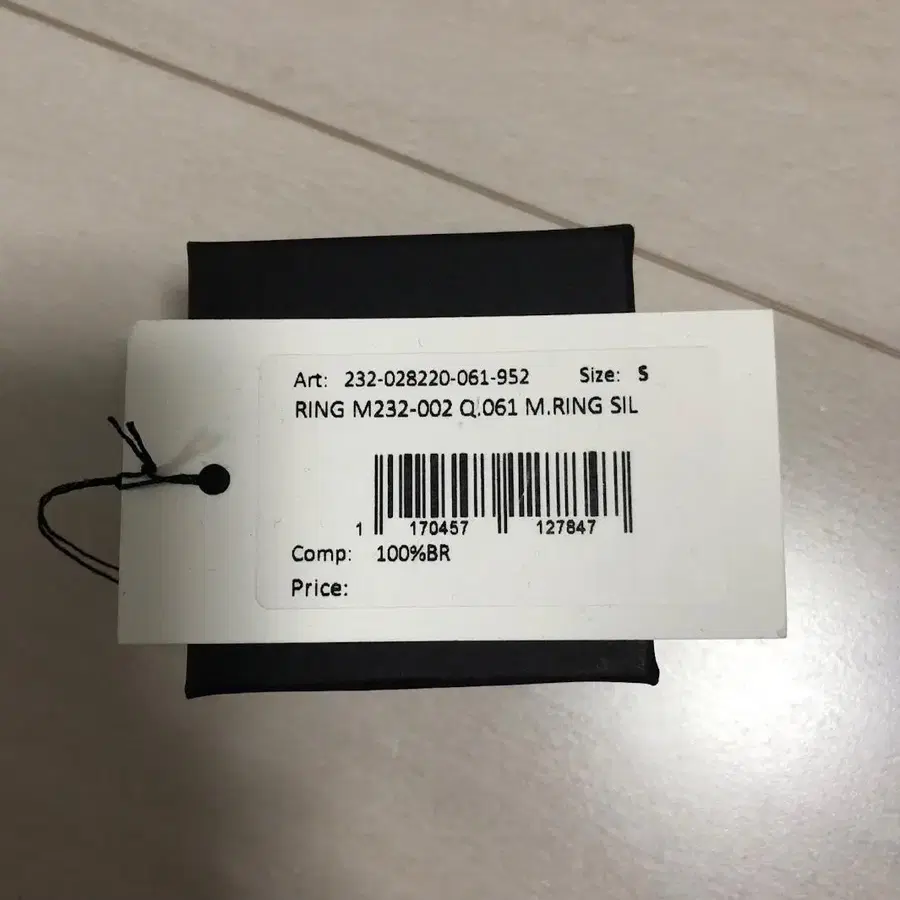 Art: 232-028220-061-952 Size: S
RING M232-002 Q.061 M.RING SIL
1 170457 127847
Comp: 100%BR
Price: